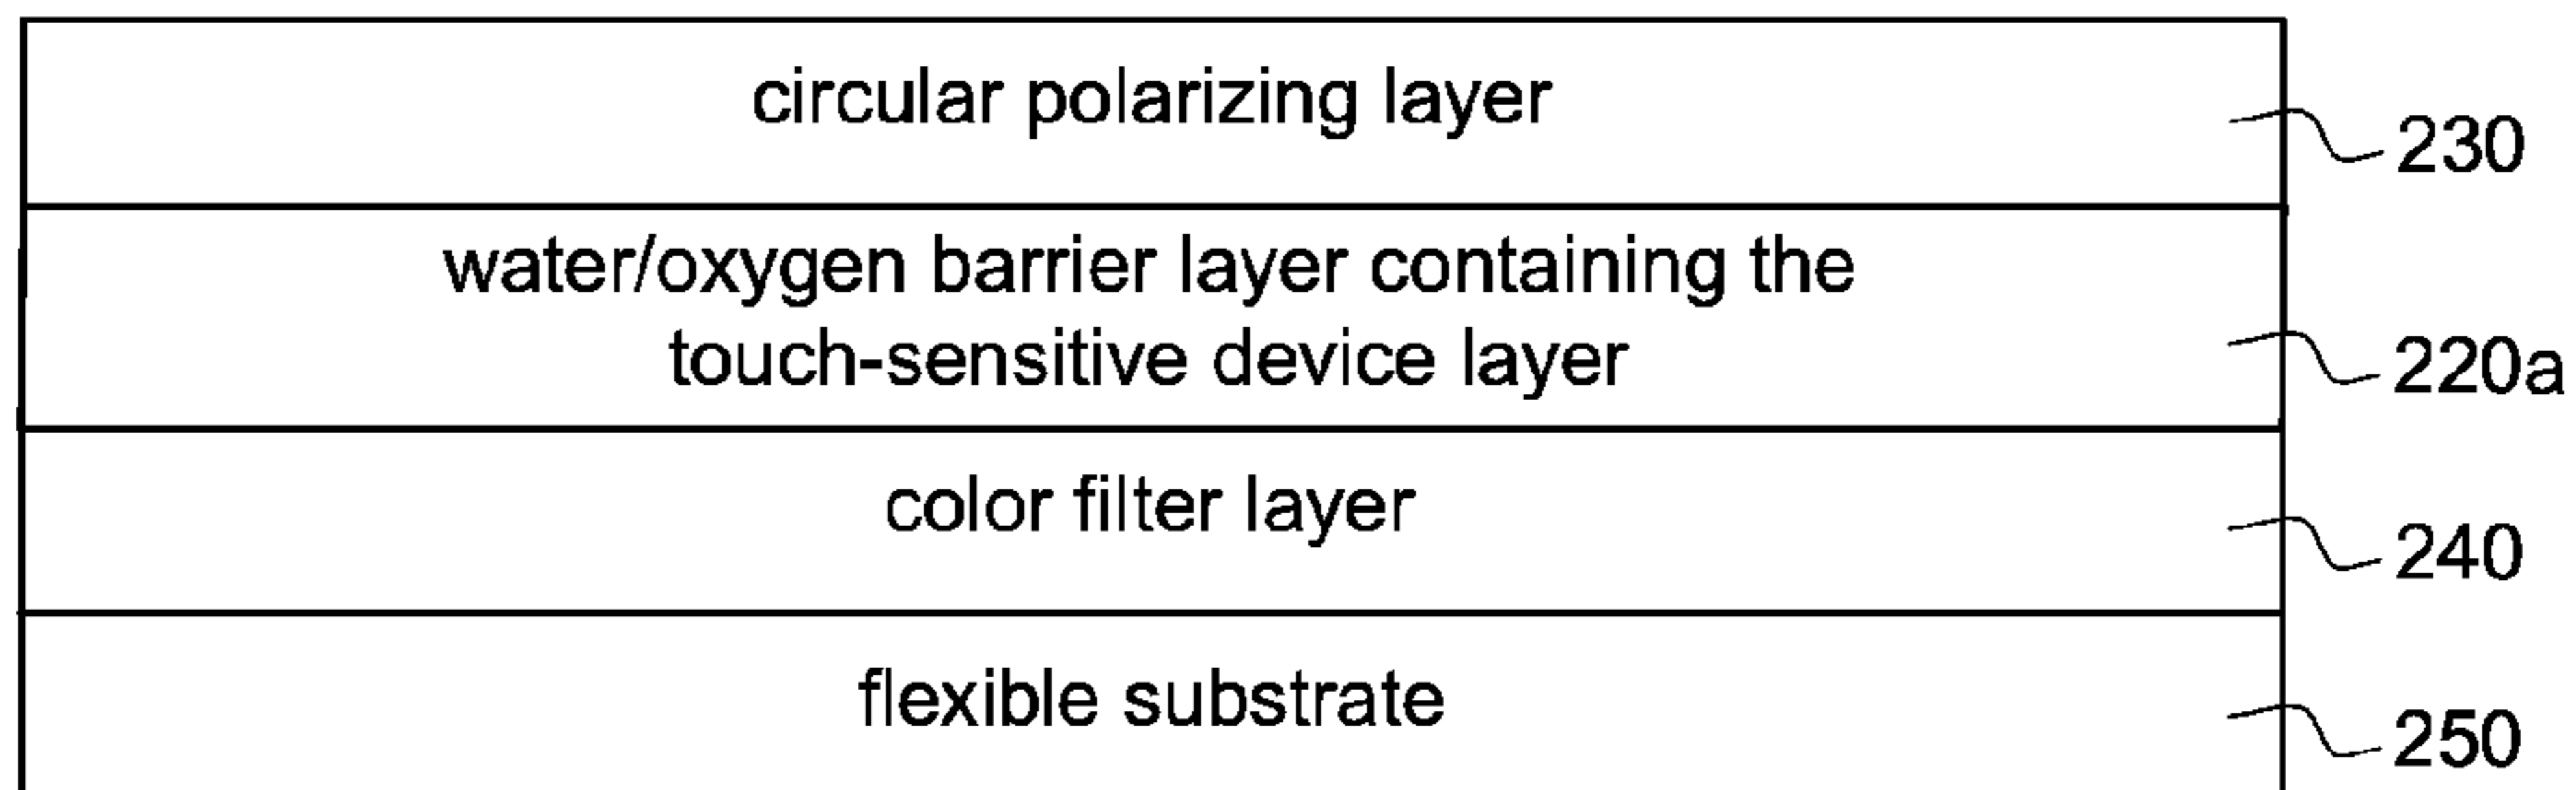 circular polarizing layer
230
water/oxygen barrier layer containing the
touch-sensitive device layer
220a
color filter layer
240
flexible substrate
250